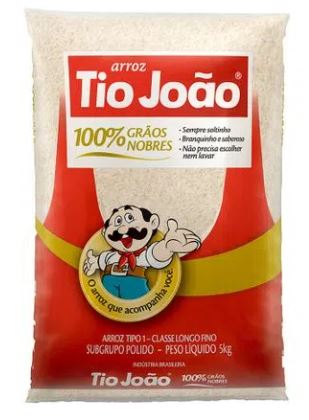 arroz
Tio João®
100% GRÃOS NOBRES
• Sempre soltinho
• Branquinho e saboroso
• Não precisa escolher
nem lavar
O arroz que acompanha você.
ARROZ TIPO 1 - CLASSE LONGO FINO
SUBGRUPO POLIDO - PESO LÍQUIDO 5kg
INDÚSTRIA BRASILEIRA
Tio João 100% GRÃOS NOBRES